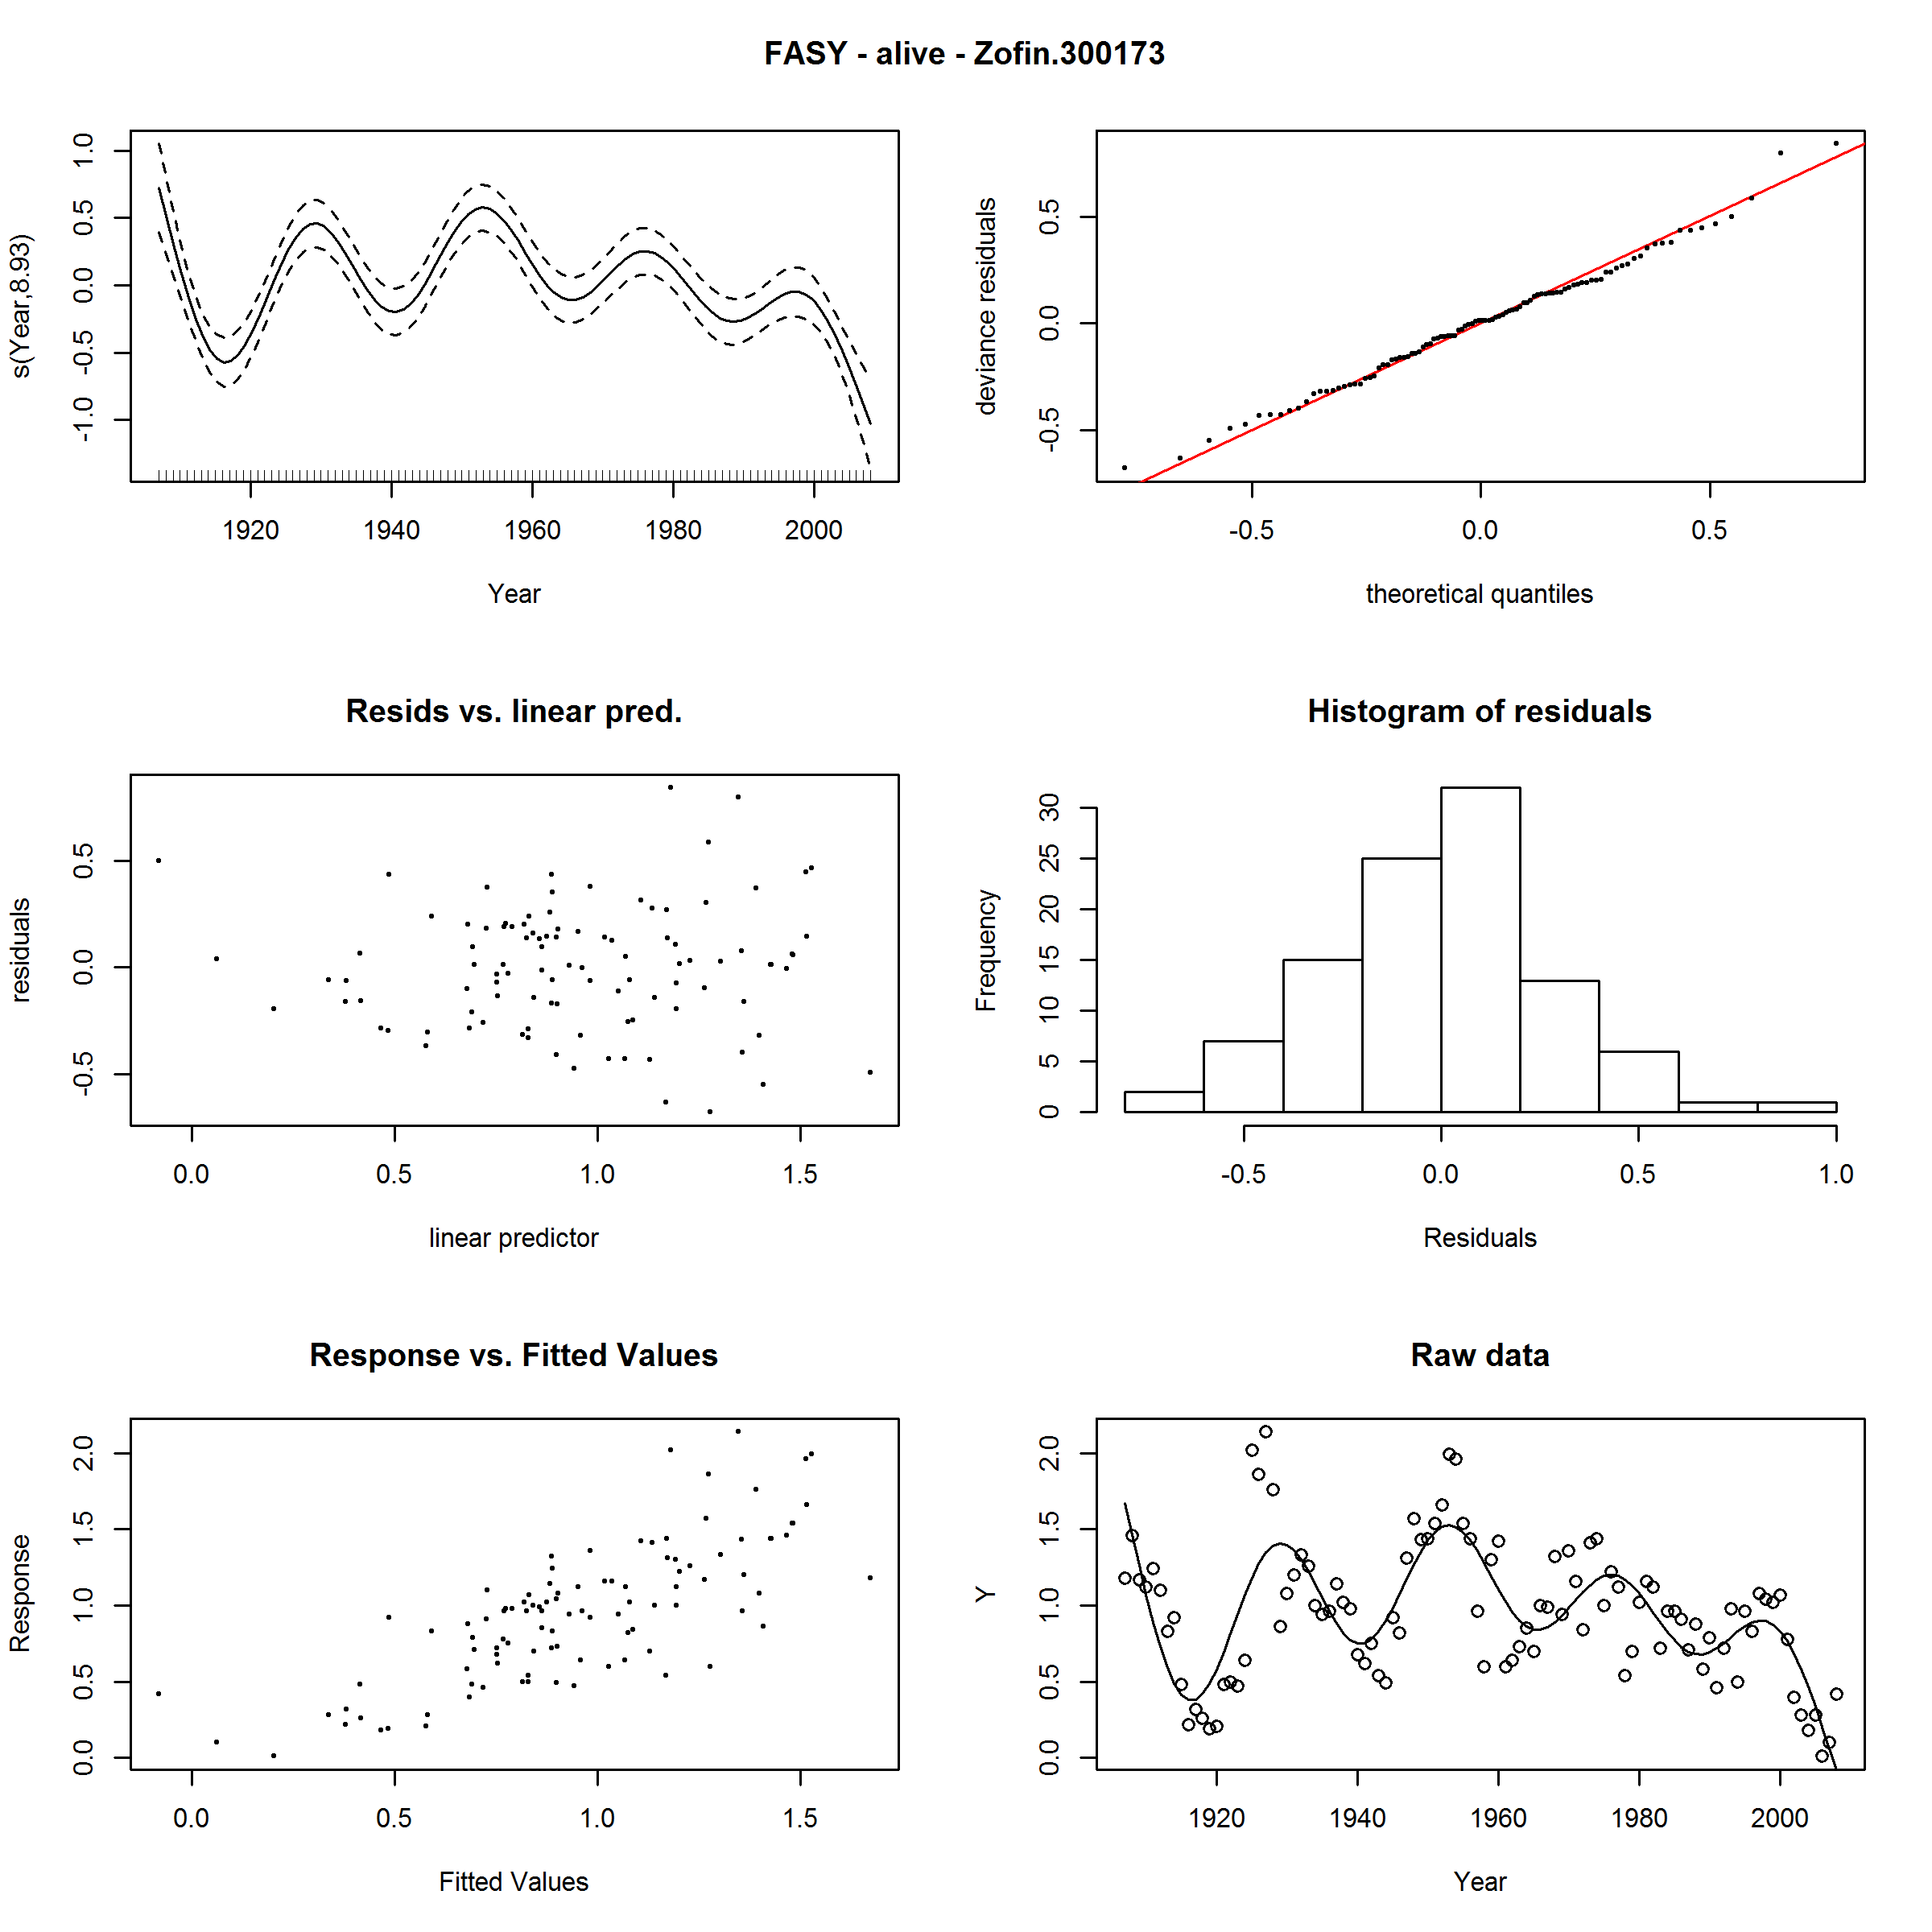 FASY - alive - Zofin.300173
s(Year,8.93)
1.0
0.5
0.0
-0.5
-1.0
1920 1940 1960 1980 2000
Year
deviance residuals
0.5
0.0
-0.5
-0.5 0.0 0.5
theoretical quantiles
Resids vs. linear pred.
residuals
0.5
0.0
-0.5
0.0 0.5 1.0 1.5
linear predictor
Histogram of residuals
Frequency
30
25
20
15
10
5
0
-0.5 0.0 0.5 1.0
Residuals
Response vs. Fitted Values
Response
2.0
1.5
1.0
0.5
0.0
0.0 0.5 1.0 1.5
Fitted Values
Raw data
Y
2.0
1.5
1.0
0.5
0.0
1920 1940 1960 1980 2000
Year